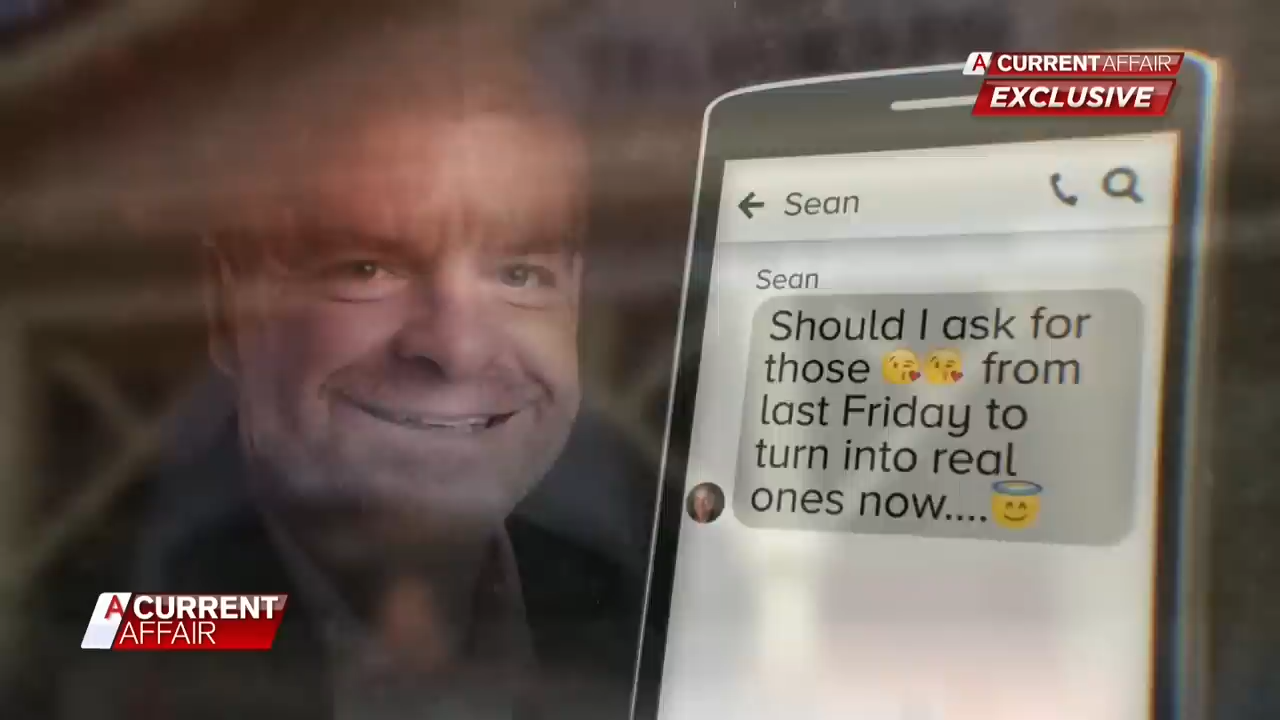 A CURRENT AFFAIR
EXCLUSIVE
Sean
Sean
Should I ask for
those 😘😘 from
last Friday to
turn into real
ones now....😇
A CURRENT
AFFAIR